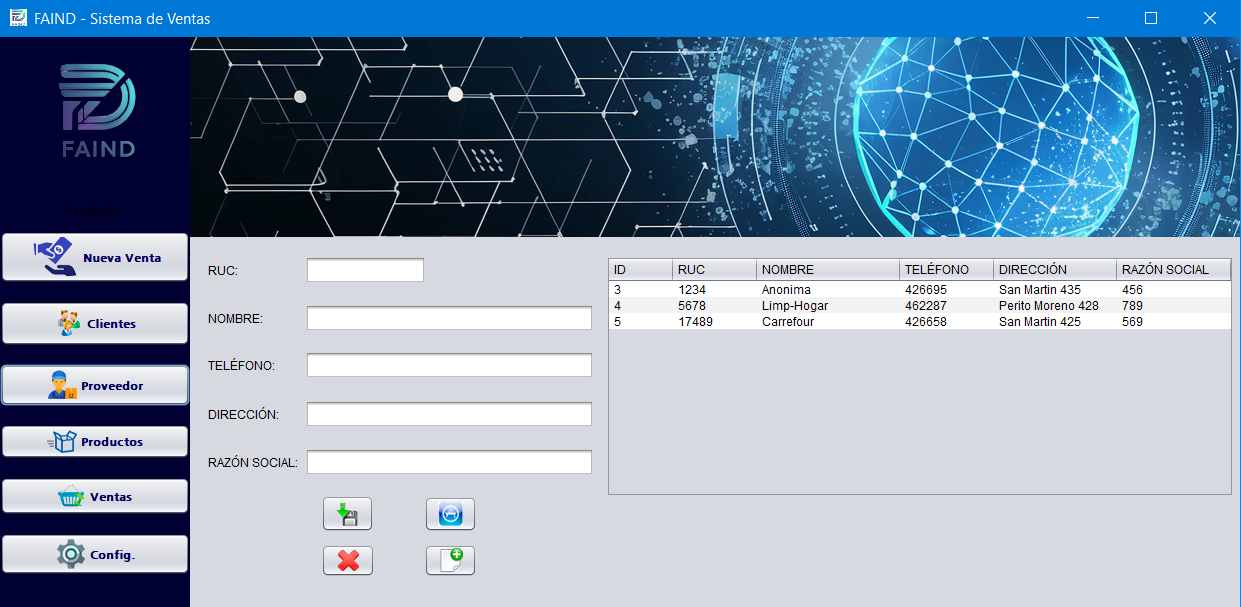 FAIND - Sistema de Ventas
FAIND
Nueva Venta
Clientes
Proveedor
Productos
Ventas
Config.
RUC:
NOMBRE:
TELÉFONO:
DIRECCIÓN:
RAZÓN SOCIAL:
ID RUC NOMBRE TELÉFONO DIRECCIÓN RAZÓN SOCIAL
3 1234 Anonima 426695 San Martin 435 456
4 5678 Limp-Hogar 462287 Perito Moreno 428 789
5 17489 Carrefour 426658 San Martin 425 569